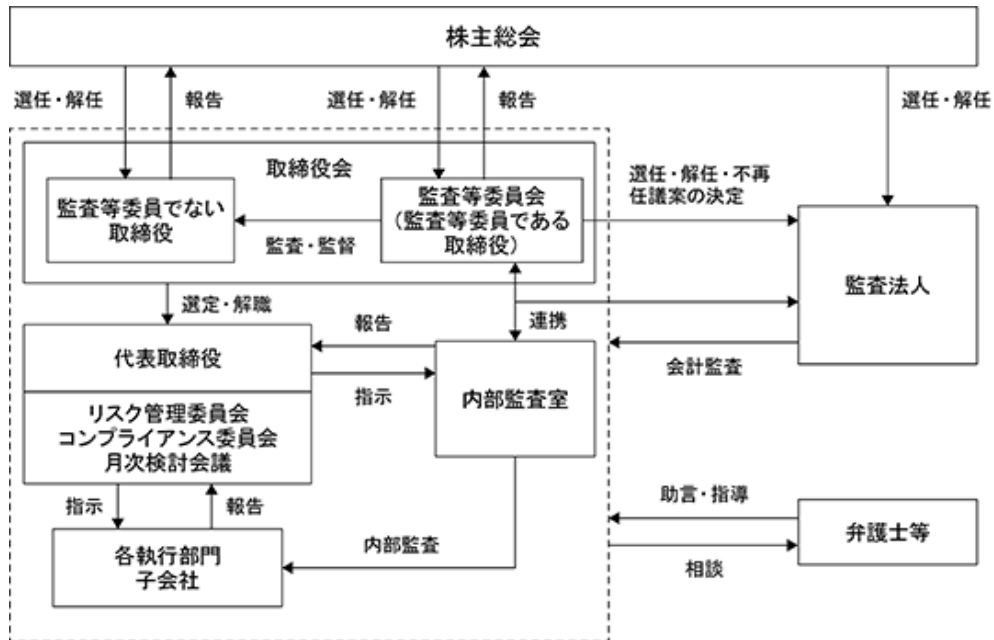 株主総会
選任・解任
報告
選任・解任
報告
選任・解任
取締役会
監査等委員でない
取締役
監査・監督
監査等委員会
(監査等委員である
取締役)
選任・解任・不再
任議案の決定
監査法人
選定・解職
連携
会計監査
代表取締役
報告
指示
内部監査室
リスク管理委員会
コンプライアンス委員会
月次検討会議
指示
報告
内部監査
各執行部門
子会社
助言・指導
相談
弁護士等